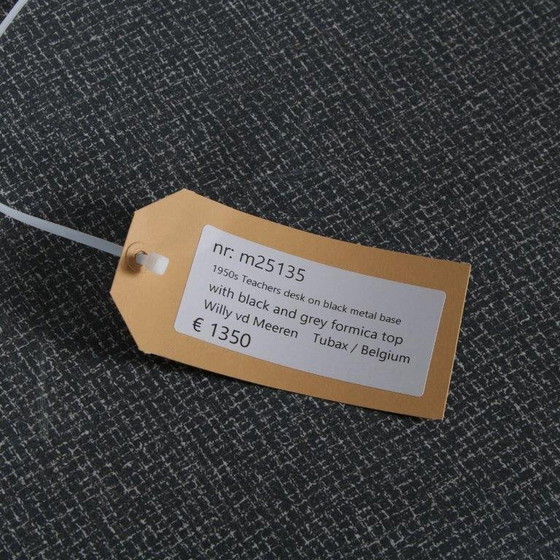 nr: m25135
1950s Teachers desk on black metal base
with black and grey formica top
Willy vd Meeren Tubax / Belgium
€ 1350